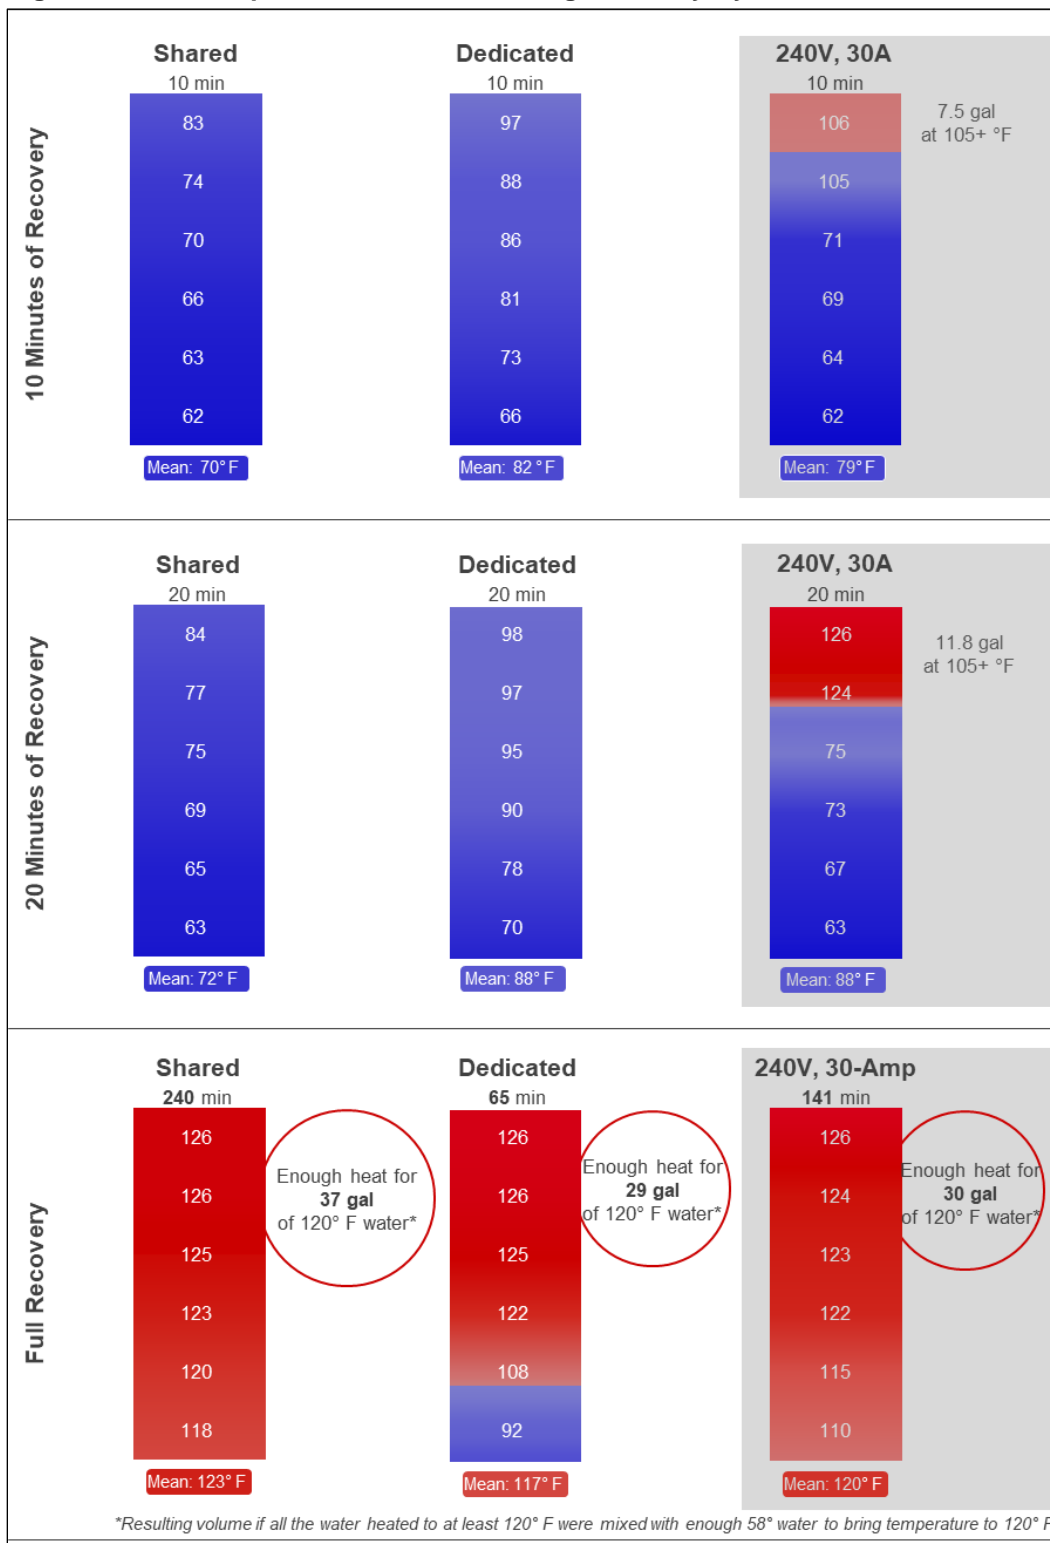 10 Minutes of Recovery
Shared
10 min
83
74
70
66
63
62
Mean: 70° F
Dedicated
10 min
97
88
86
81
73
66
Mean: 82 ° F
240V, 30A
10 min
106
105
71
69
64
62
Mean: 79° F
7.5 gal
at 105+ °F
20 Minutes of Recovery
Shared
20 min
84
77
75
69
65
63
Mean: 72° F
Dedicated
20 min
98
97
95
90
78
70
Mean: 88° F
240V, 30A
20 min
126
124
75
73
67
63
Mean: 88° F
11.8 gal
at 105+ °F
Full Recovery
Shared
240 min
126
126
125
123
120
118
Mean: 123° F
Enough heat for
37 gal
of 120° F water*
Dedicated
65 min
126
126
125
122
108
92
Mean: 117° F
Enough heat for
29 gal
of 120° F water*
240V, 30-Amp
141 min
126
124
123
122
115
110
Mean: 120° F
Enough heat for
30 gal
of 120° F water*
*Resulting volume if all the water heated to at least 120° F were mixed with enough 58° water to bring temperature to 120° F